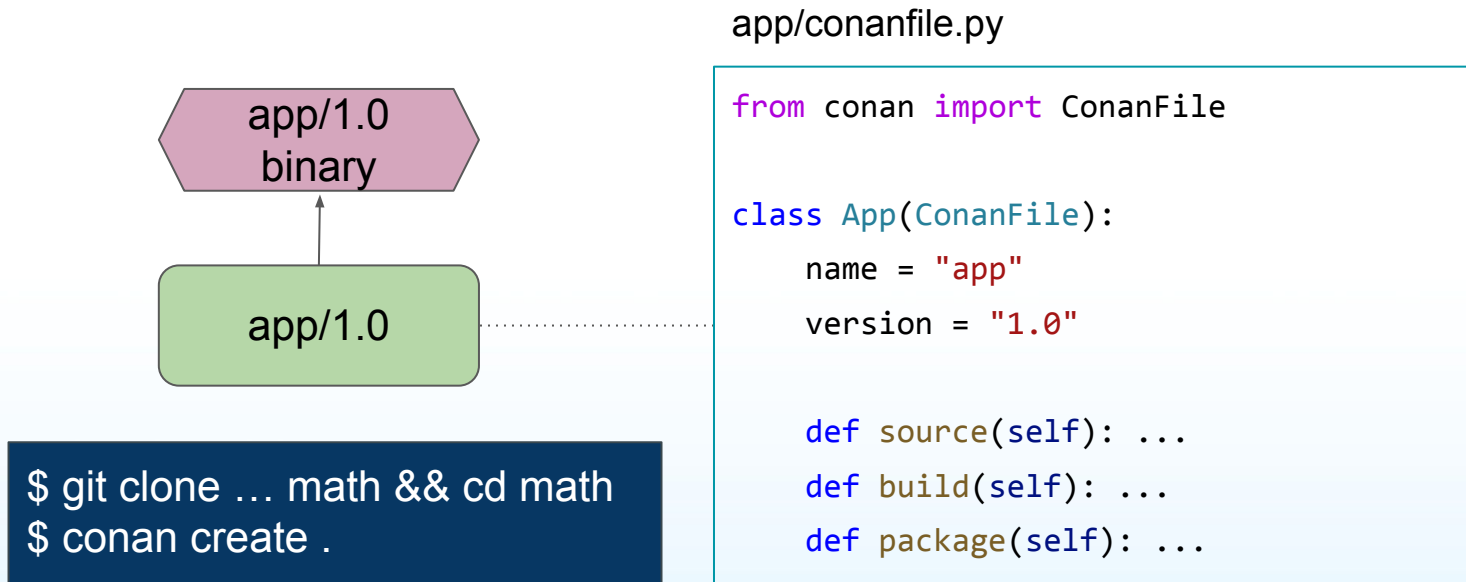 app/1.0
binary
app/1.0
$ git clone … math && cd math
$ conan create .
app/conanfile.py
from conan import ConanFile
class App(ConanFile):
    name = "app"
    version = "1.0"
    def source(self): ...
    def build(self): ...
    def package(self): ...